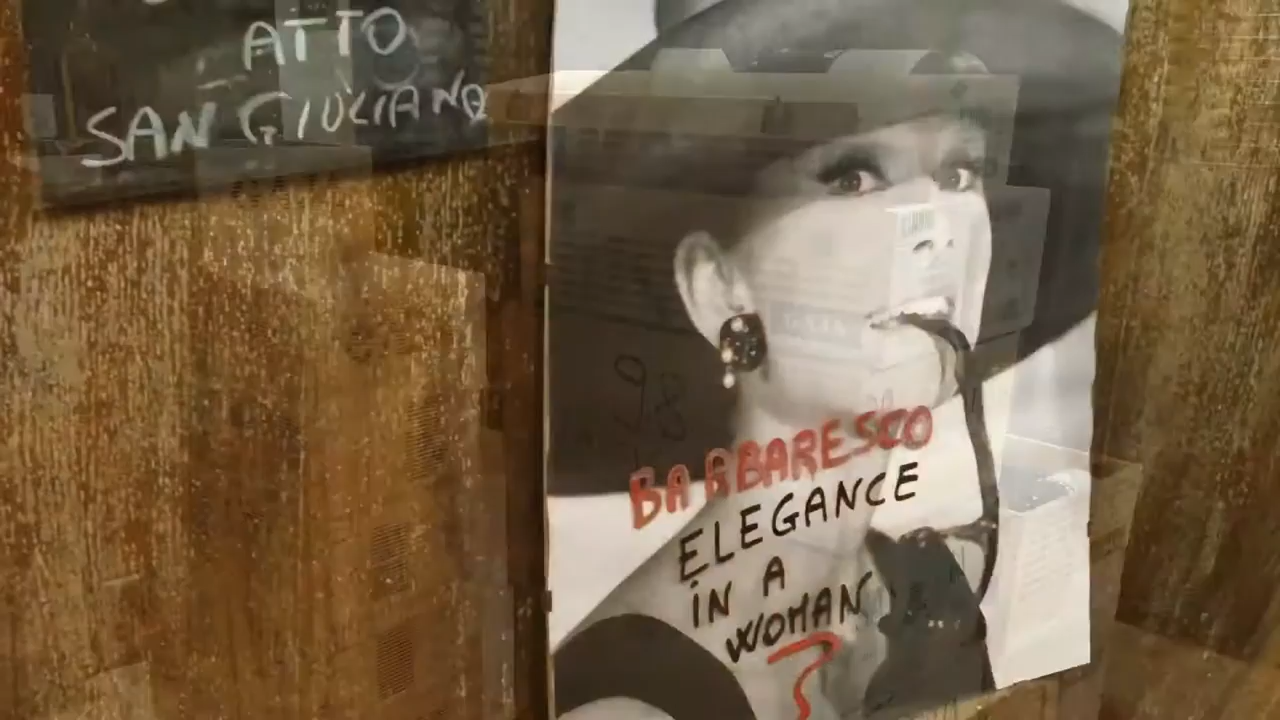 ATTO
SAN GIULIANO
BARBARESCO
ELEGANCE
iN A
WOMAN
?